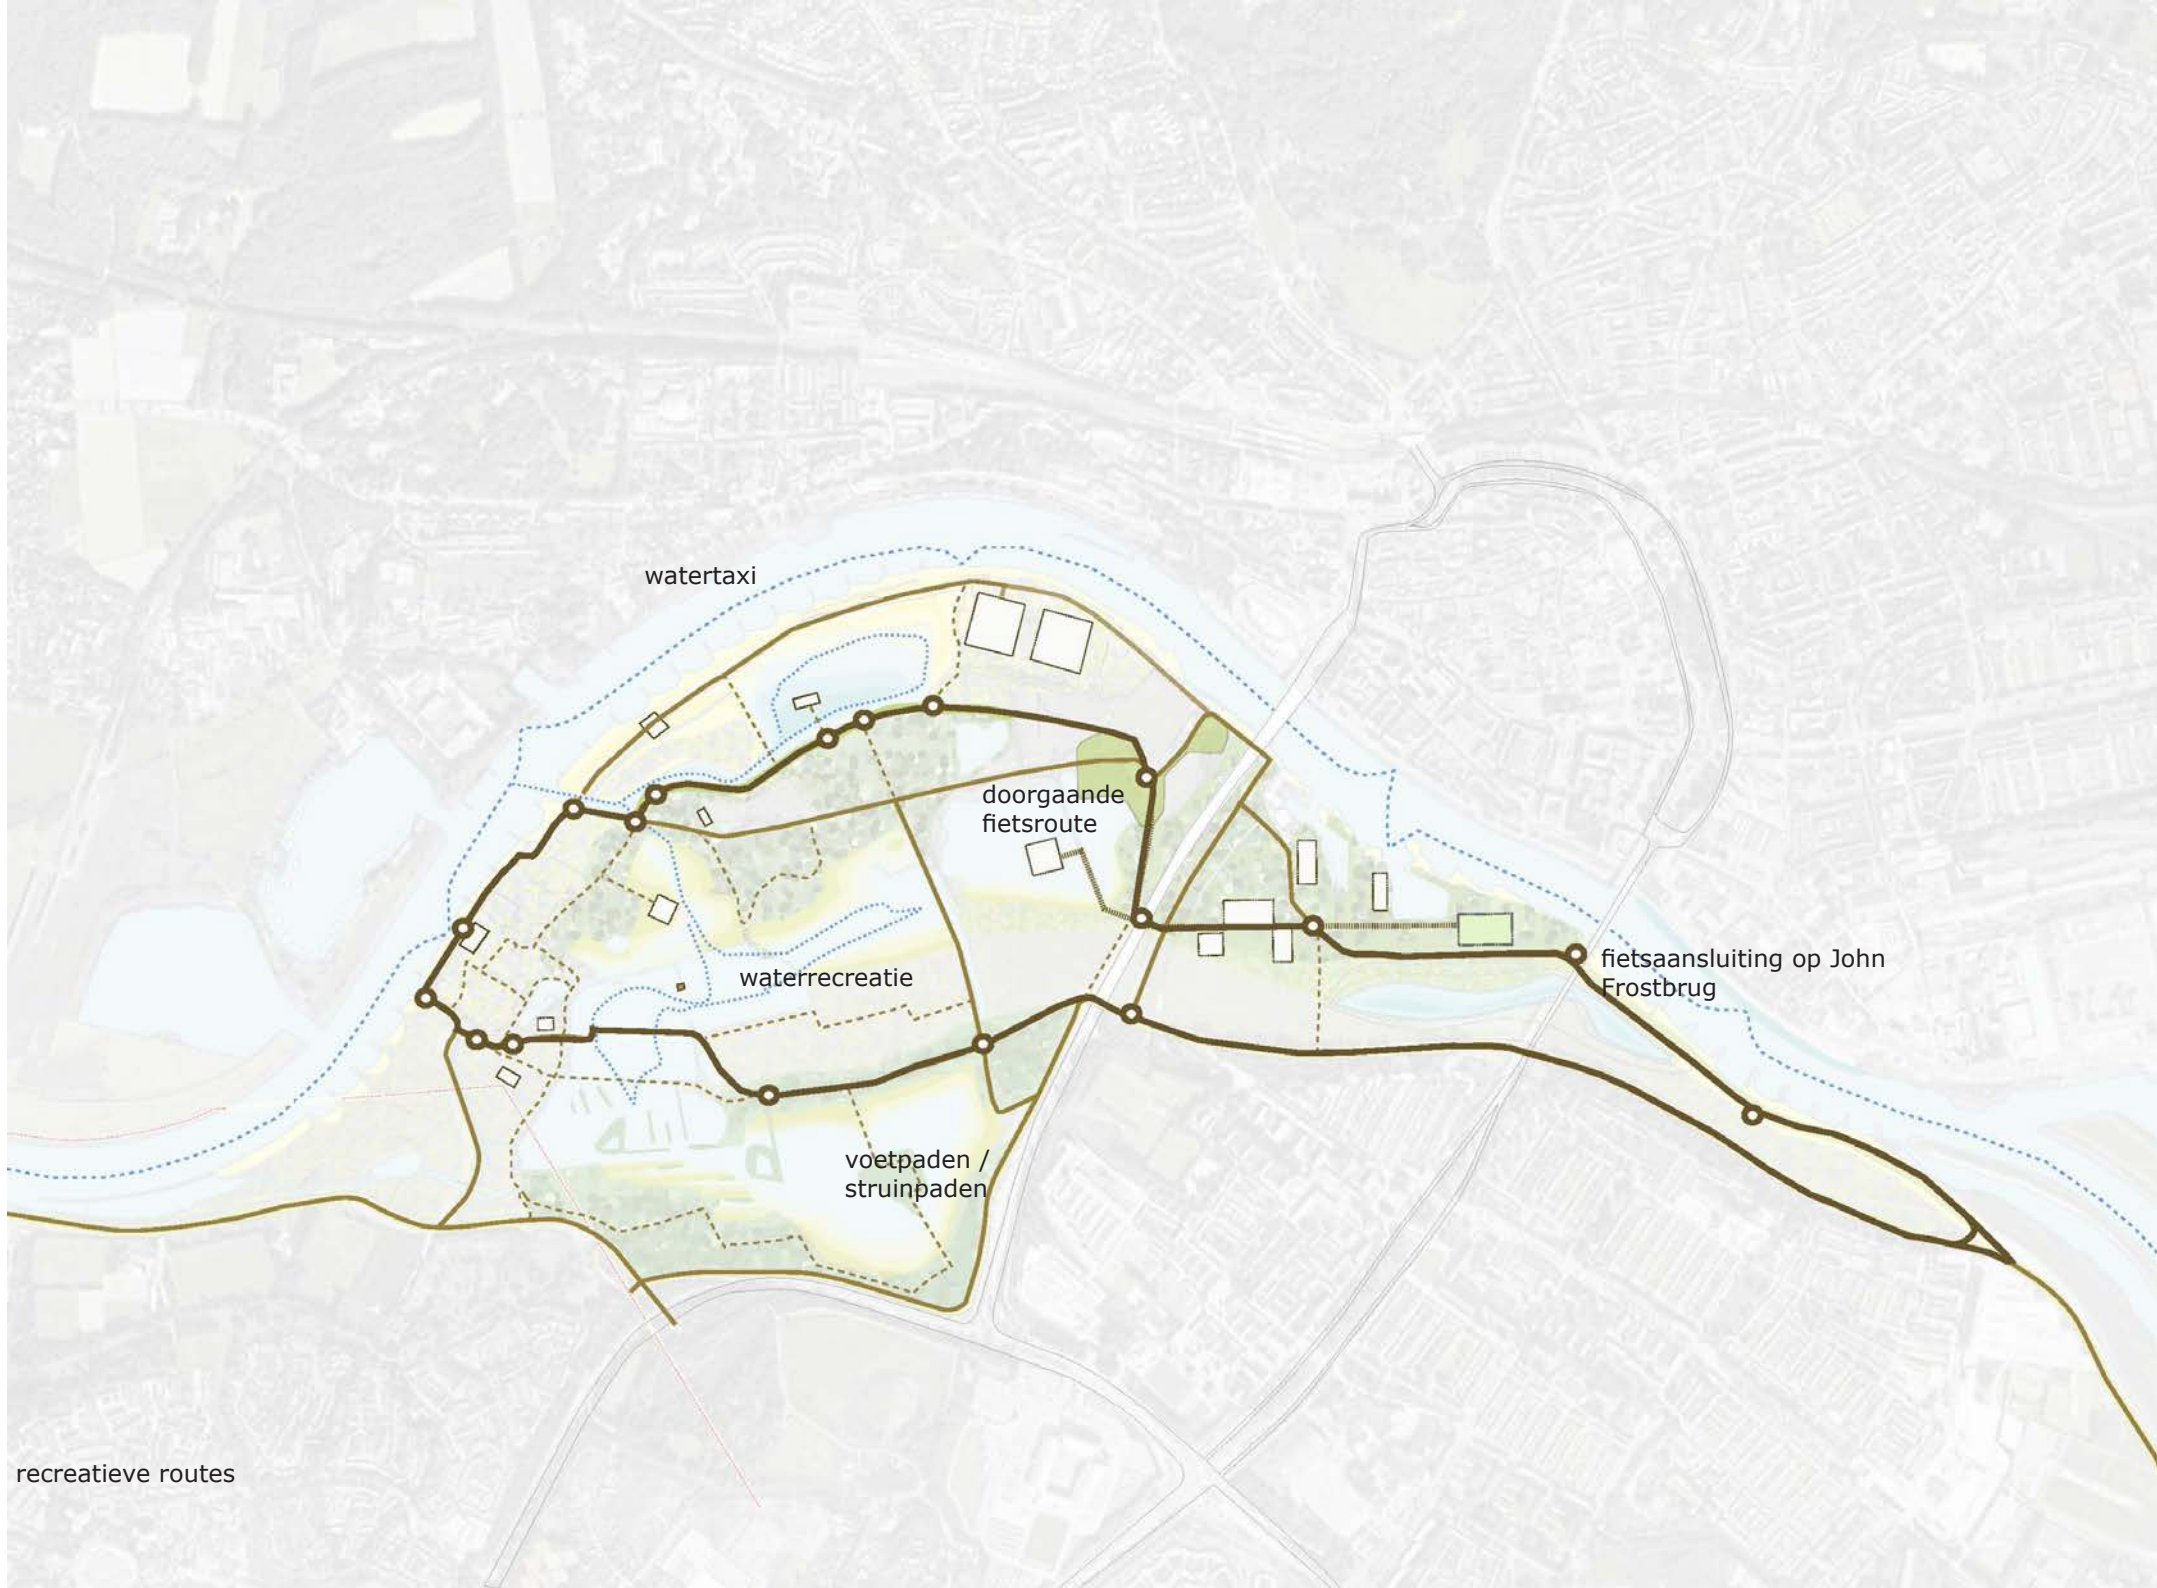 watertaxi
doorgaande
fietsroute
waterrecreatie
fietsaansluiting op John
Frostbrug
voetpaden /
struinpaden
recreatieve routes